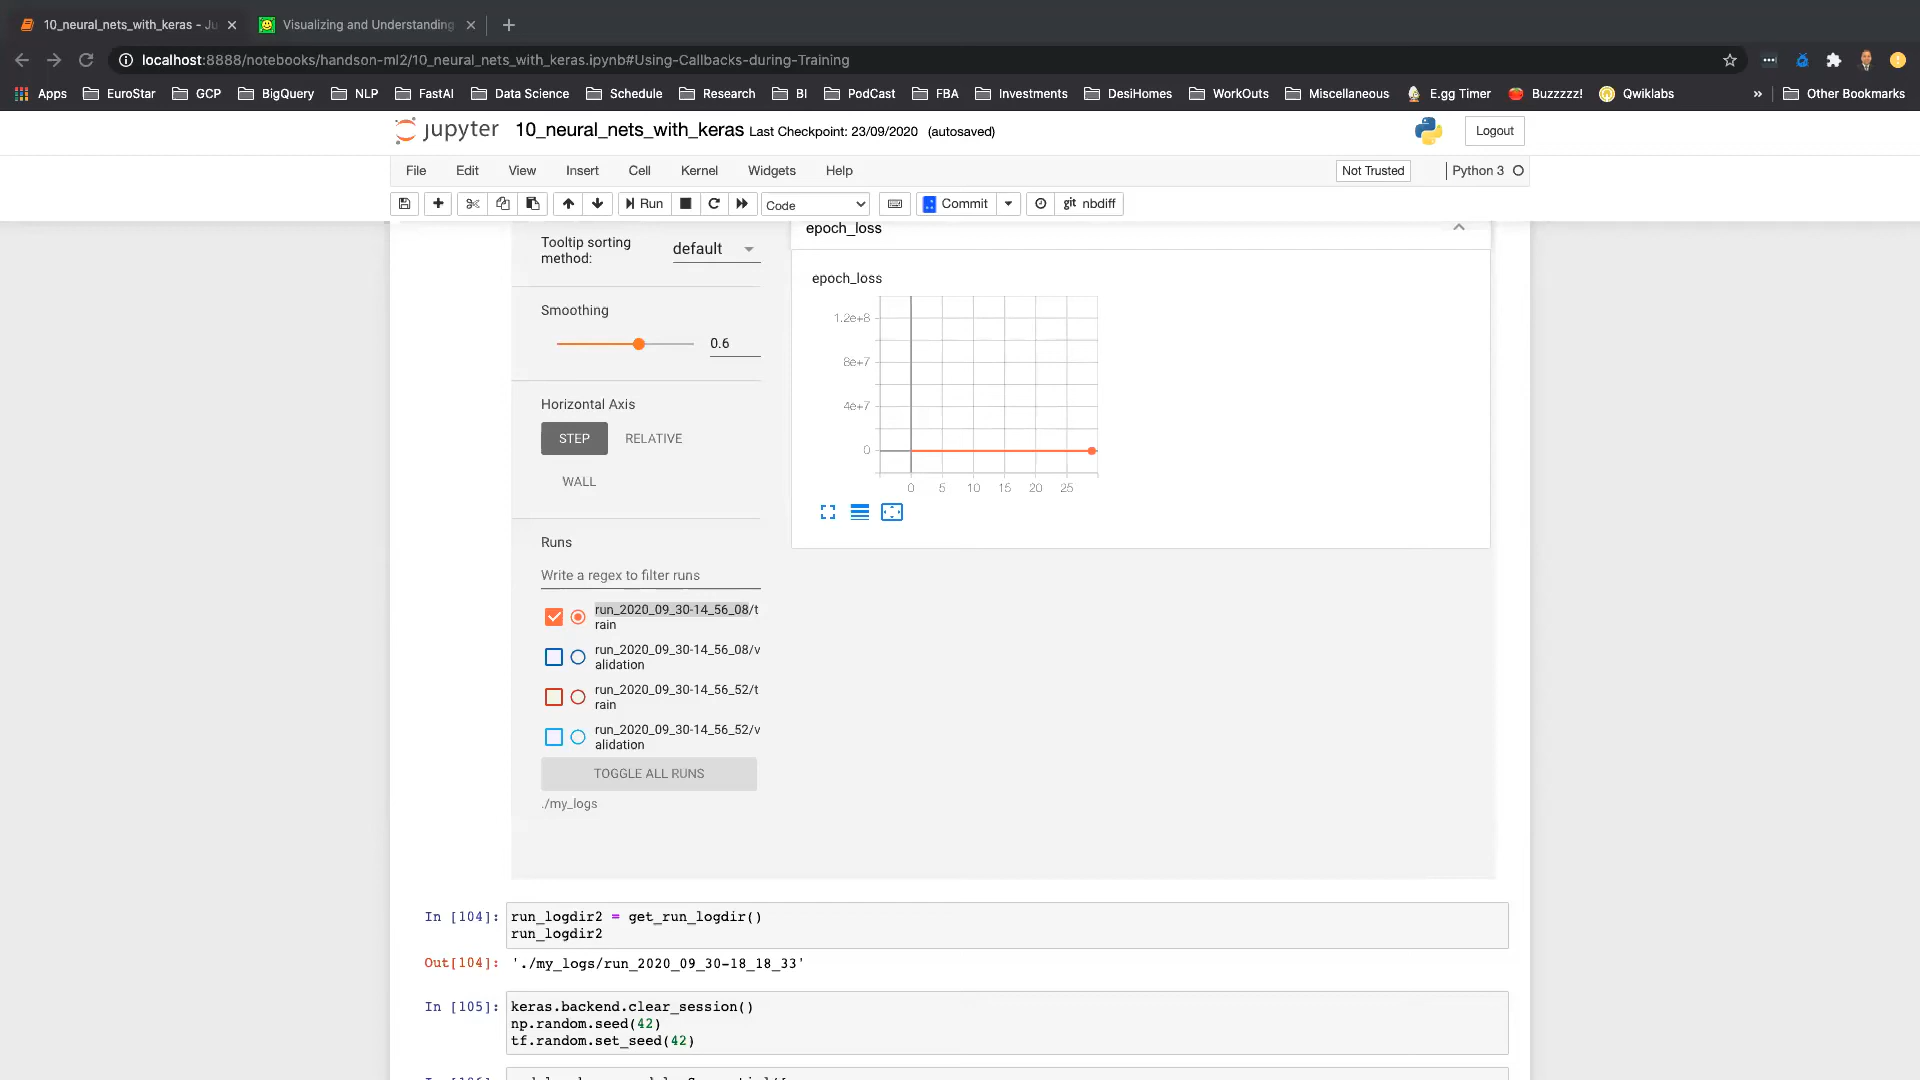 10_neural_nets_with_keras - Ju
Visualizing and Understanding
localhost:8888/notebooks/handson-ml2/10_neural_nets_with_keras.ipynb#Using-Callbacks-during-Training
Apps EuroStar GCP BigQuery NLP FastAI Data Science Schedule Research BI PodCast FBA Investments DesiHomes WorkOuts Miscellaneous E.gg Timer Buzzzzz! Qwiklabs » Other Bookmarks
jupyter 10_neural_nets_with_keras Last Checkpoint: 23/09/2020 (autosaved) Logout
File Edit View Insert Cell Kernel Widgets Help Not Trusted Python 3
Run Code Commit git nbdiff
epoch_loss
Tooltip sorting
method:
default
Smoothing
0.6
Horizontal Axis
STEP RELATIVE
WALL
epoch_loss
1.2e+8
8e+7
4e+7
0
0 5 10 15 20 25
Runs
Write a regex to filter runs
run_2020_09_30-14_56_08/t
rain
run_2020_09_30-14_56_08/v
alidation
run_2020_09_30-14_56_52/t
rain
run_2020_09_30-14_56_52/v
alidation
TOGGLE ALL RUNS
./my_logs
In [104]: run_logdir2 = get_run_logdir()
run_logdir2
Out[104]: './my_logs/run_2020_09_30-18_18_33'
In [105]: keras.backend.clear_session()
np.random.seed(42)
tf.random.set_seed(42)